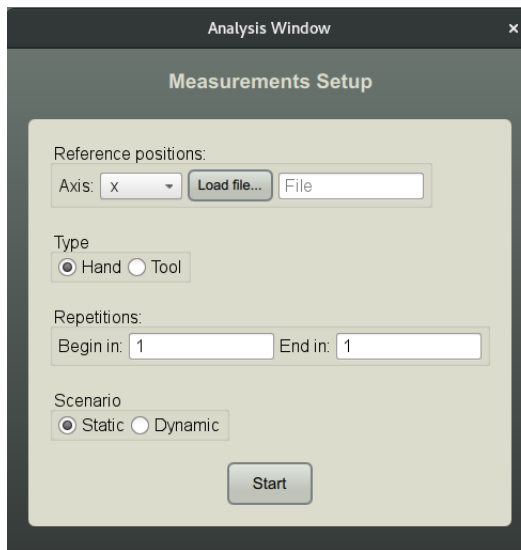 Analysis Window ×
Measurements Setup
Reference positions:
Axis: x Load file... File
Type
Hand Tool
Repetitions:
Begin in: 1 End in: 1
Scenario
Static Dynamic
Start